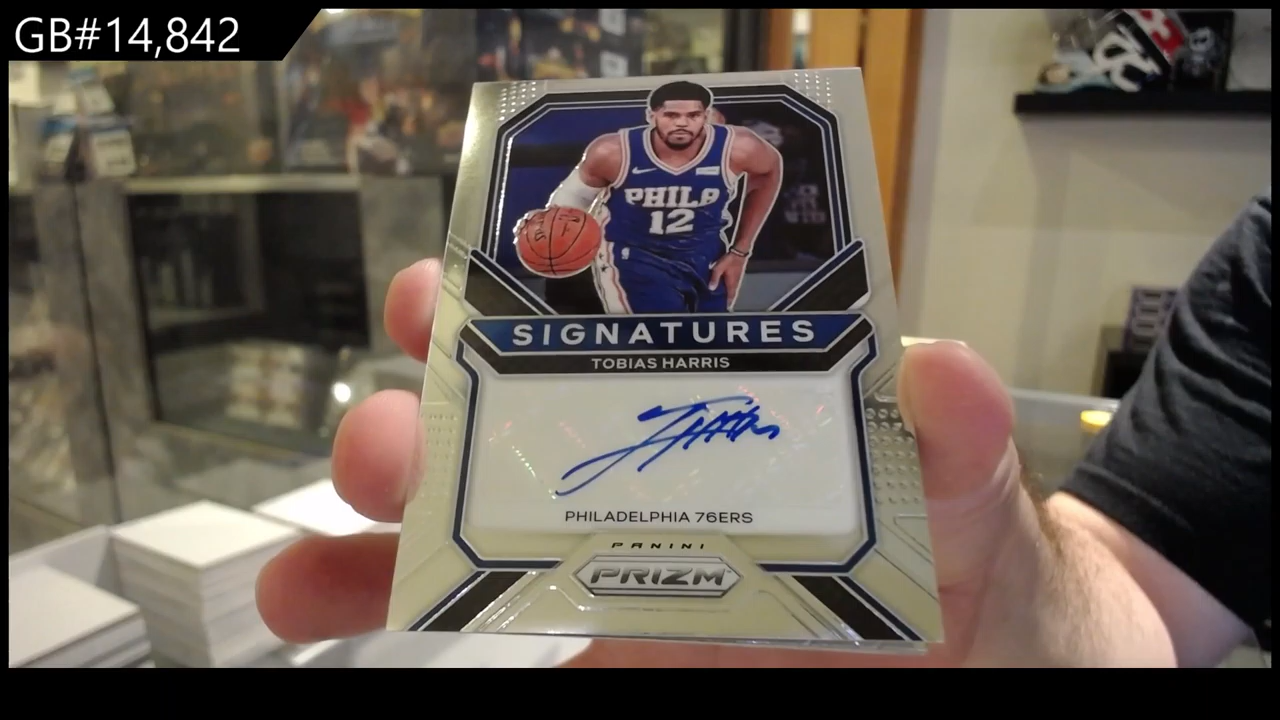 GB#14,842
PHILA
12
SIGNATURES
TOBIAS HARRIS
PHILADELPHIA 76ERS
PANINI
PRIZM